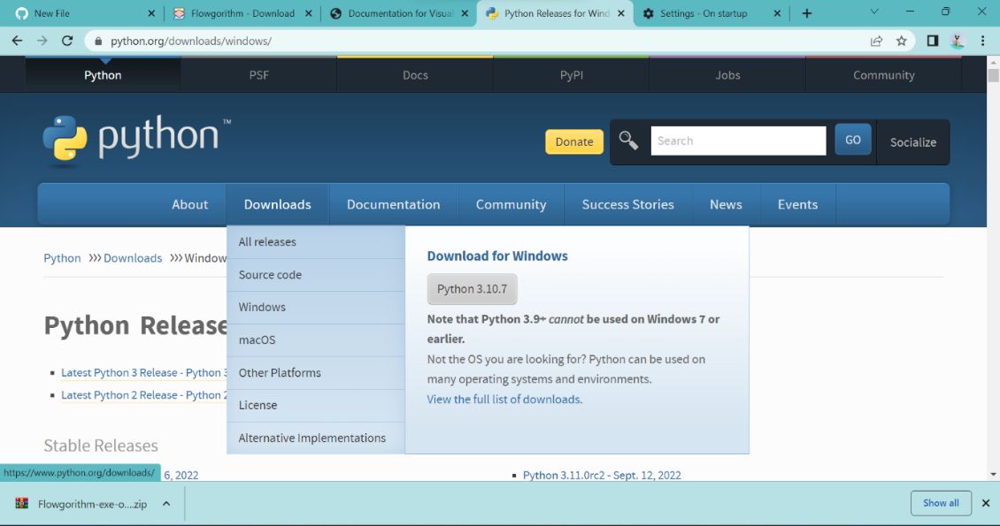 New File
Flowgorithm - Download
Documentation for Visual
Python Releases for Wind
Settings - On startup
python.org/downloads/windows/
Python
PSF
Docs
PyPI
Jobs
Community
python™
Donate
Search
GO
Socialize
About
Downloads
Documentation
Community
Success Stories
News
Events
Python >>> Downloads >>> Window
All releases
Source code
Windows
macOS
Other Platforms
License
Alternative Implementations
Download for Windows
Python 3.10.7
Note that Python 3.9+ cannot be used on Windows 7 or
earlier.
Not the OS you are looking for? Python can be used on
many operating systems and environments.
View the full list of downloads.
Python Release
Latest Python 3 Release - Python 3
Latest Python 2 Release - Python 2
Stable Releases
https://www.python.org/downloads/
6, 2022
Python 3.11.0rc2 - Sept. 12, 2022
Flowgorithm-exe-o....zip
Show all